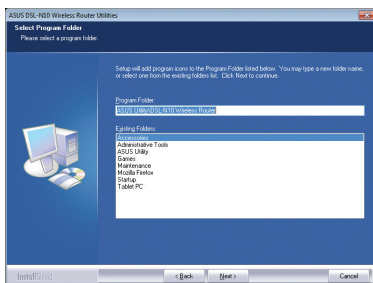 ASUS DSL-N10 Wireless Router Utilities
Select Program Folder
Please select a program folder.
Setup will add program icons to the Program Folder listed below. You may type a new folder name,
or select one from the existing folders list. Click Next to continue.
Program Folder:
ASUS Utility\DSL-N10 Wireless Router
Existing Folders:
Accessories
Administrative Tools
ASUS Utility
Games
Maintenance
Mozilla Firefox
Startup
Tablet PC
InstallShield
< Back
Next >
Cancel